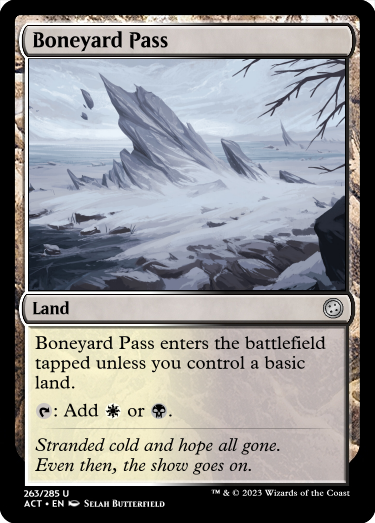 Boneyard Pass
Land
Boneyard Pass enters the battlefield
tapped unless you control a basic
land.
: Add or .
Stranded cold and hope all gone.
Even then, the show goes on.
263/285 U
ACT • EN Selah Butterfield
™ & © 2023 Wizards of the Coast